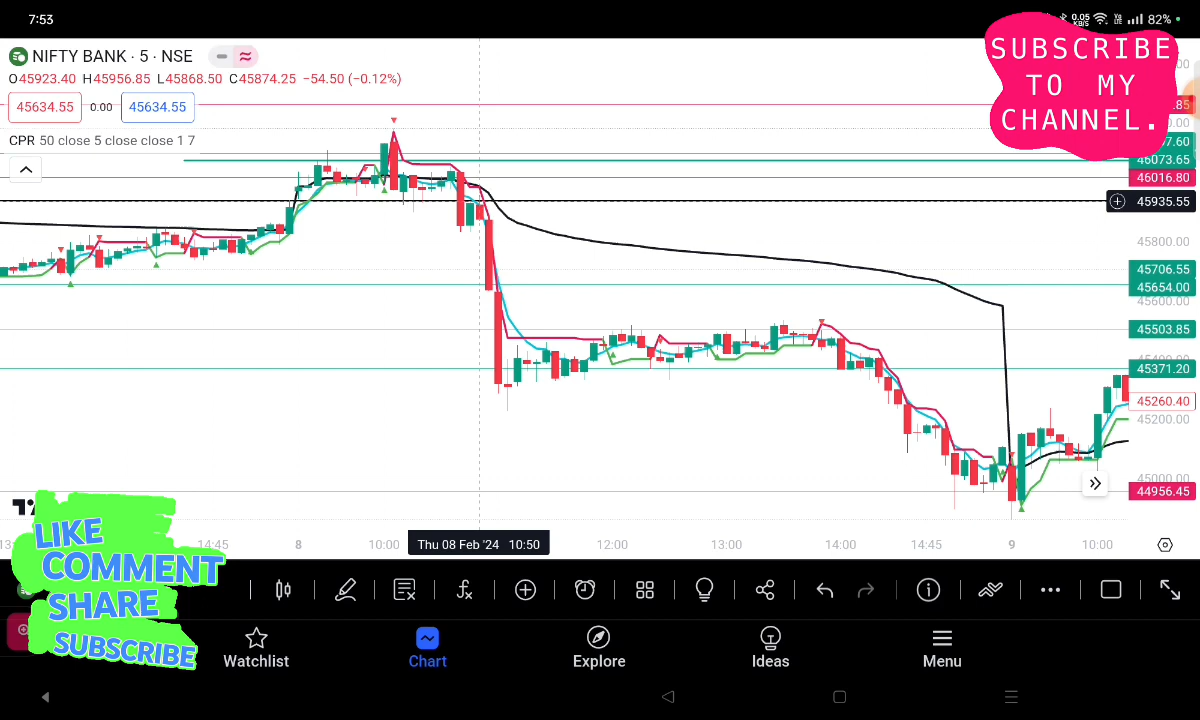 7:53
0.05 KB/S
82%
SUBSCRIBE
TO MY
CHANNEL.
NIFTY BANK · 5 · NSE
O45923.40 H45956.85 L45868.50 C45874.25 −54.50 (−0.12%)
45634.55 0.00 45634.55
CPR 50 close 5 close close 1 7
46073.65
46016.80
45935.55
45800.00
45706.55
45654.00
45600.00
45503.85
45371.20
45260.40
45200.00
45000.00
44956.45
14:45 8 10:00 Thu 08 Feb '24 10:50 12:00 13:00 14:00 14:45 9 10:00
LIKE
COMMENT
SHARE
SUBSCRIBE
Watchlist Chart Explore Ideas Menu